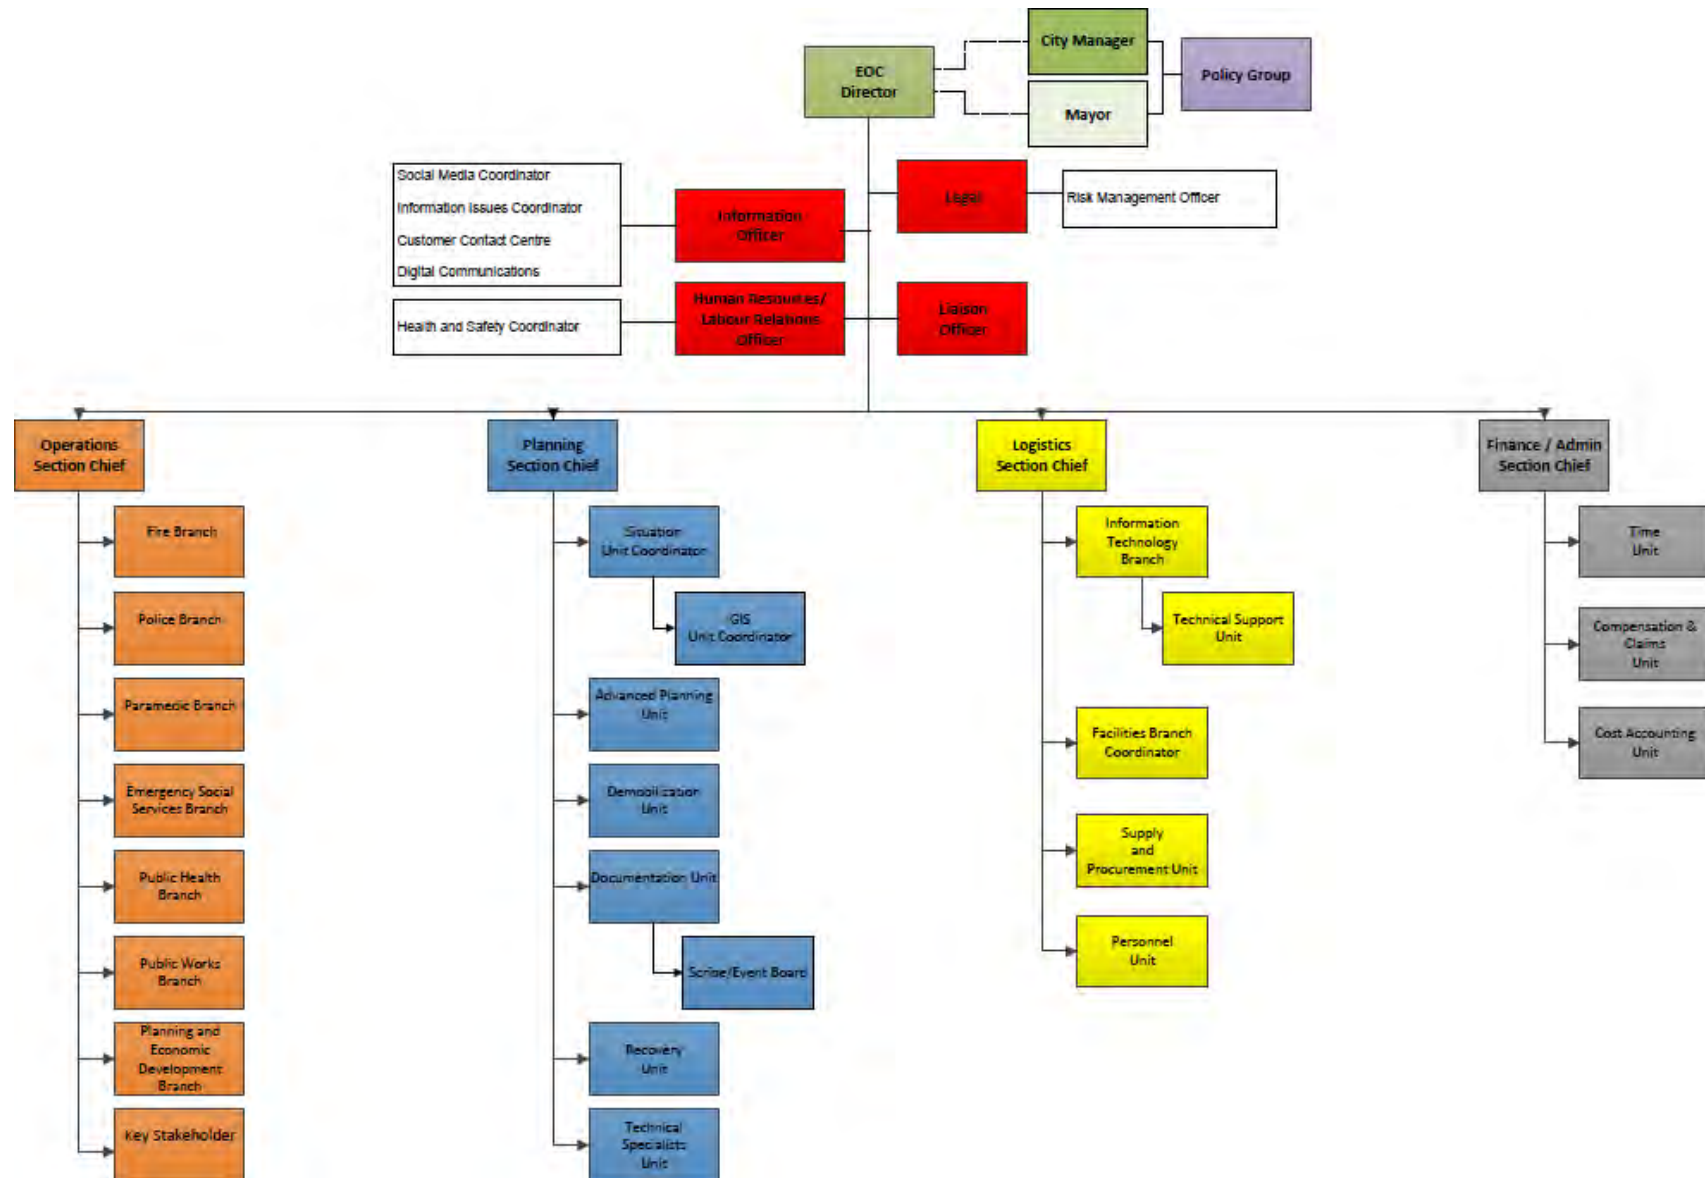 City Manager
EOC
Director
Policy Group
Mayor
Social Media Coordinator
Information Issues Coordinator
Customer Contact Centre
Digital Communications
Information
Officer
Legal
Risk Management Officer
Health and Safety Coordinator
Human Resources/
Labour Relations
Officer
Liaison
Officer
Operations
Section Chief
Planning
Section Chief
Logistics
Section Chief
Finance / Admin
Section Chief
Fire Branch
Police Branch
Paramedic Branch
Emergency Social
Services Branch
Public Health
Branch
Public Works
Branch
Planning and
Economic
Development
Branch
Key Stakeholder
Situation
Unit Coordinator
GIS
Unit Coordinator
Advanced Planning
Unit
Demobilization
Unit
Documentation Unit
Scribe/Event Board
Recovery
Unit
Technical
Specialists
Unit
Information
Technology
Branch
Technical Support
Unit
Facilities Branch
Coordinator
Supply
and
Procurement Unit
Personnel
Unit
Time
Unit
Compensation &
Claims
Unit
Cost Accounting
Unit